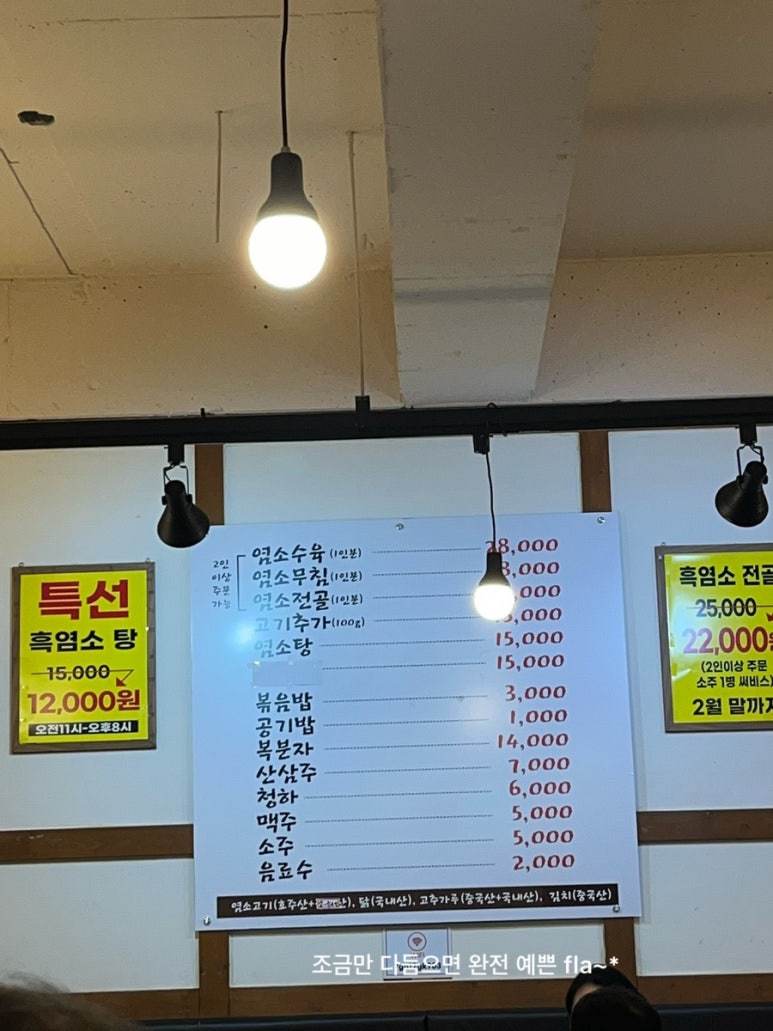 특선
흑염소 탕
15,000
12,000원
오전11시-오후8시
2인
이상
주문
가능
염소수육(1인분) 28,000
염소무침(1인분)
염소전골(1인분)
고기추가(100g)
염소탕 15,000
15,000
볶음밥 3,000
공기밥 1,000
복분자 14,000
산삼주 7,000
청하 6,000
맥주 5,000
소주 5,000
음료수 2,000
염소고기(호주산+ 닭(국내산), 고추가루(중국산+국내산), 김치(중국산)
흑염소 전골
25,000
22,000원
(2인이상 주문
소주 1병 써비스)
2월 말까지
조금만 다듬으면 완전 예쁜 fla~*